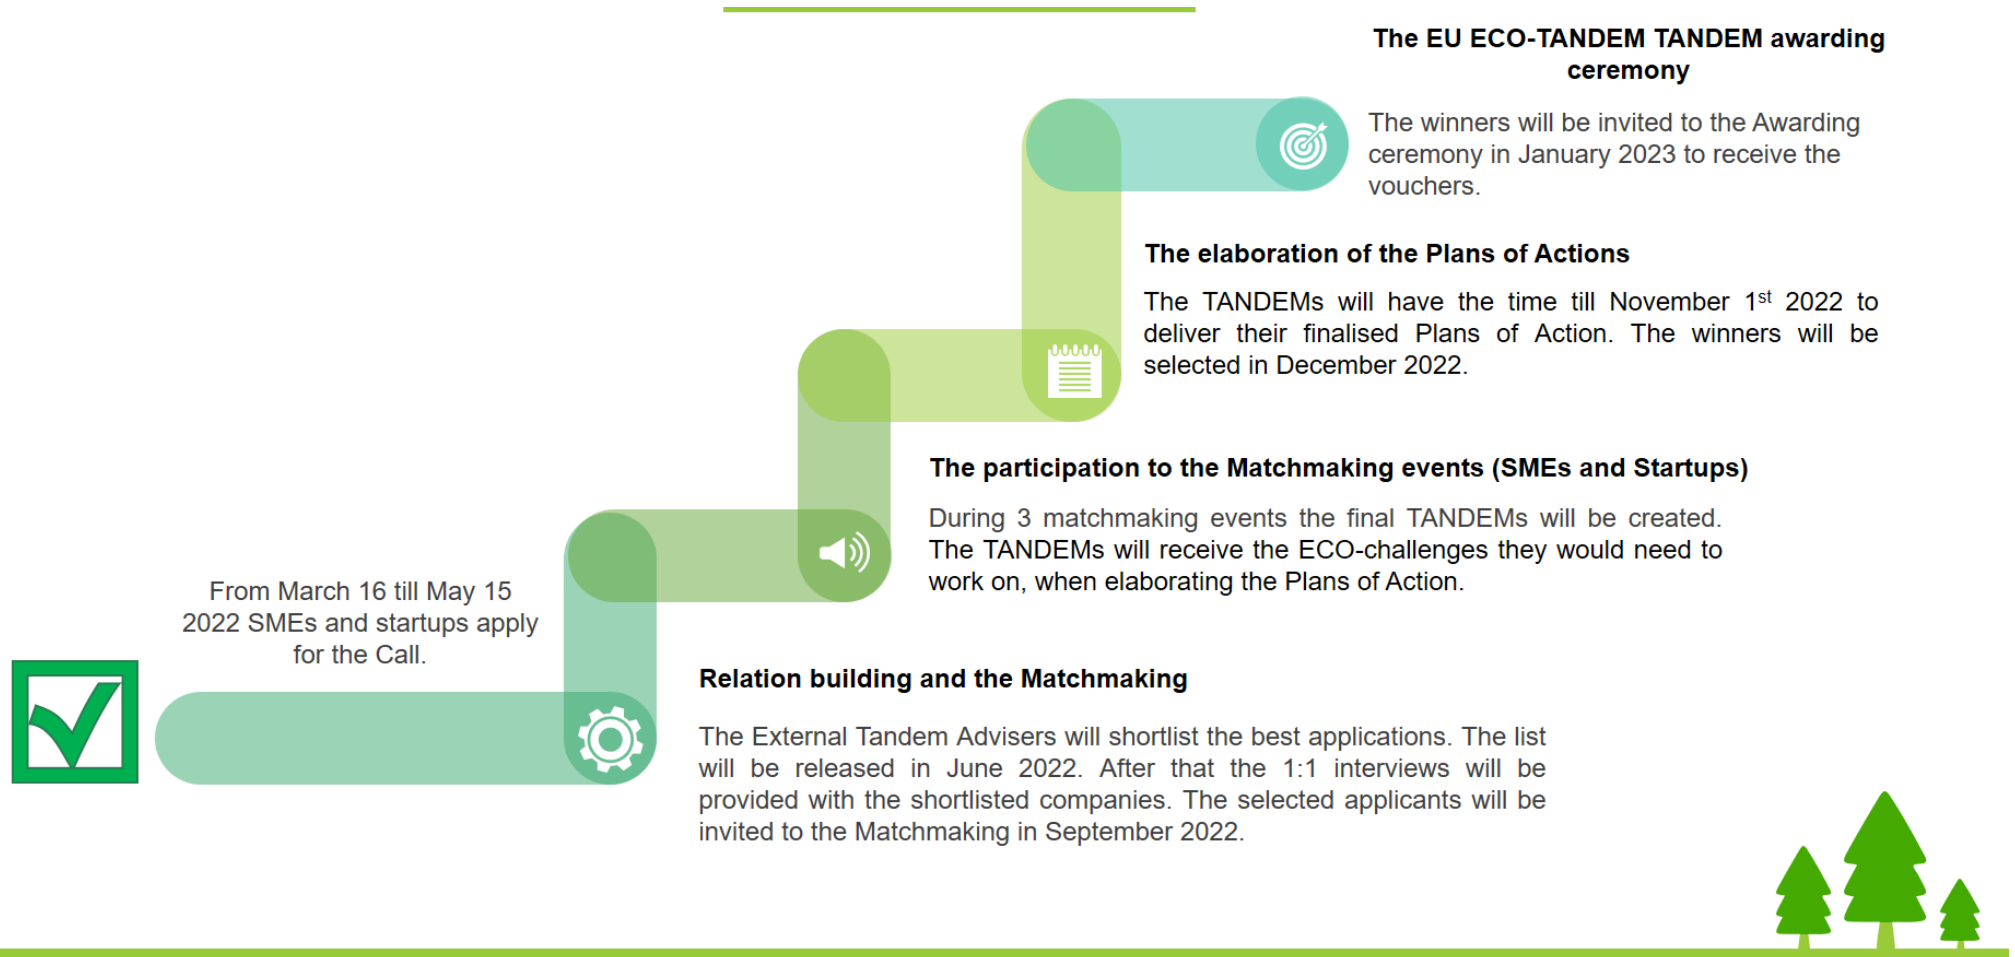 The EU ECO-TANDEM TANDEM awarding
ceremony
The winners will be invited to the Awarding
ceremony in January 2023 to receive the
vouchers.
The elaboration of the Plans of Actions
The TANDEMs will have the time till November 1st 2022 to
deliver their finalised Plans of Action. The winners will be
selected in December 2022.
The participation to the Matchmaking events (SMEs and Startups)
During 3 matchmaking events the final TANDEMs will be created.
The TANDEMs will receive the ECO-challenges they would need to
work on, when elaborating the Plans of Action.
From March 16 till May 15
2022 SMEs and startups apply
for the Call.
Relation building and the Matchmaking
The External Tandem Advisers will shortlist the best applications. The list
will be released in June 2022. After that the 1:1 interviews will be
provided with the shortlisted companies. The selected applicants will be
invited to the Matchmaking in September 2022.